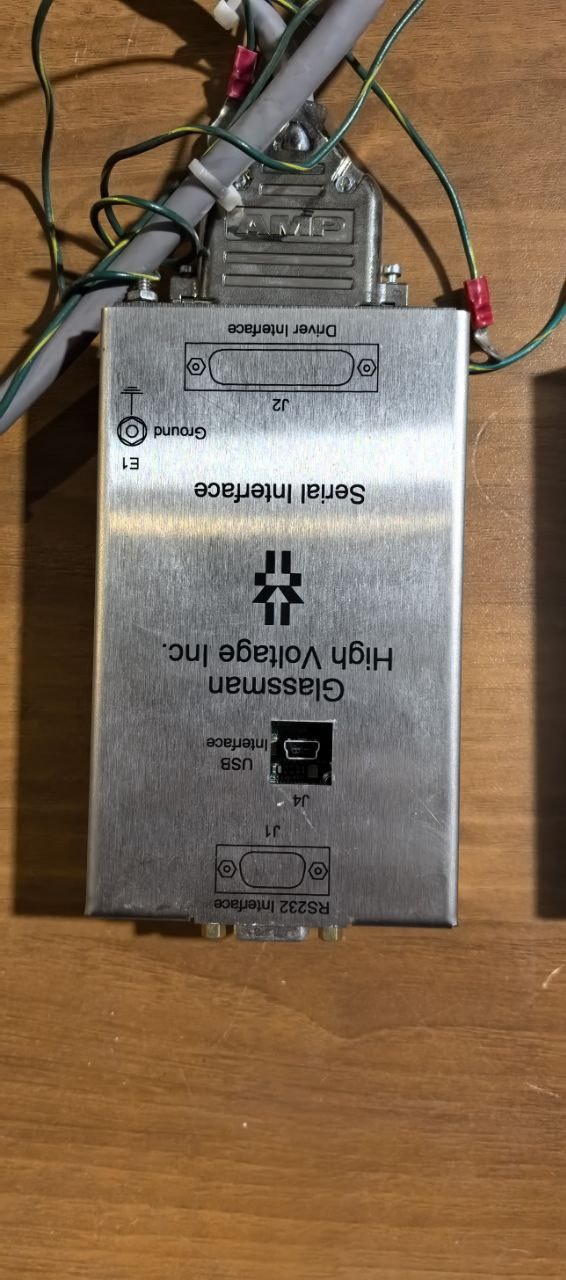 RS232 Interface
J1
J4
USB
Interface
Glassman
High Voltage Inc.
Serial Interface
E1
Ground
J2
Driver Interface
AMP